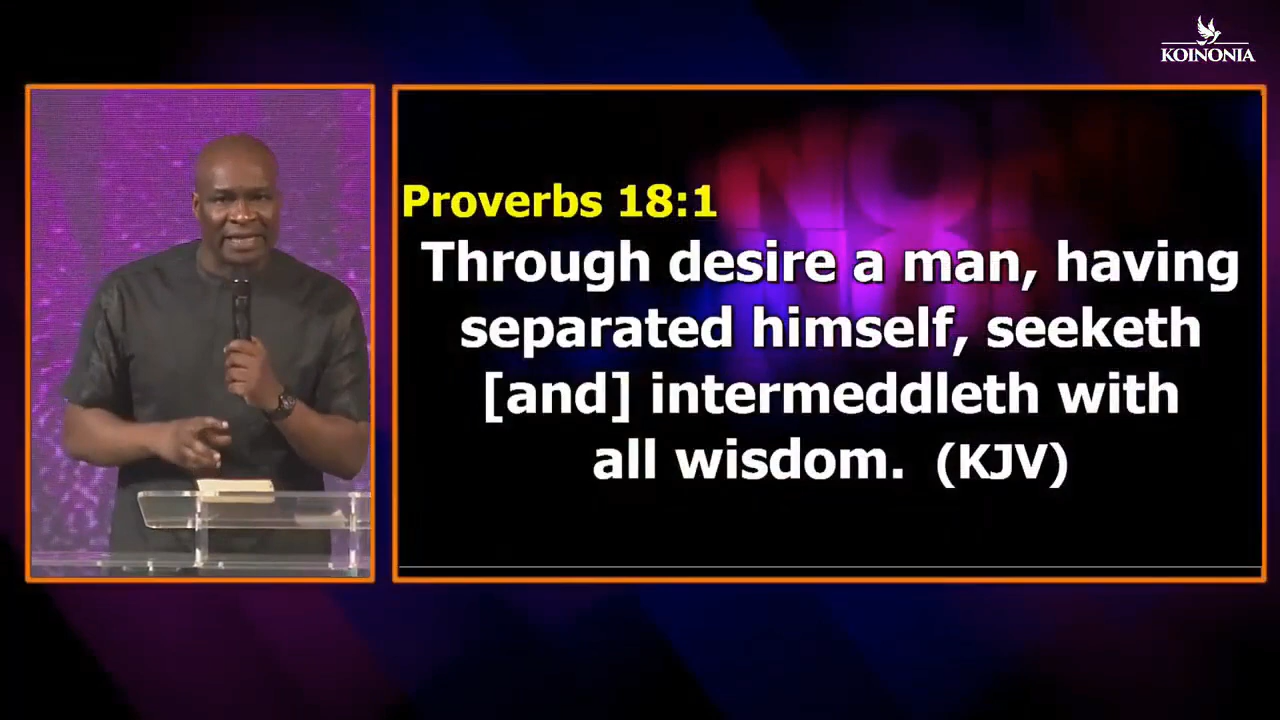 KOINONIA
Proverbs 18:1
Through desire a man, having
separated himself, seeketh
[and] intermeddleth with
all wisdom. (KJV)